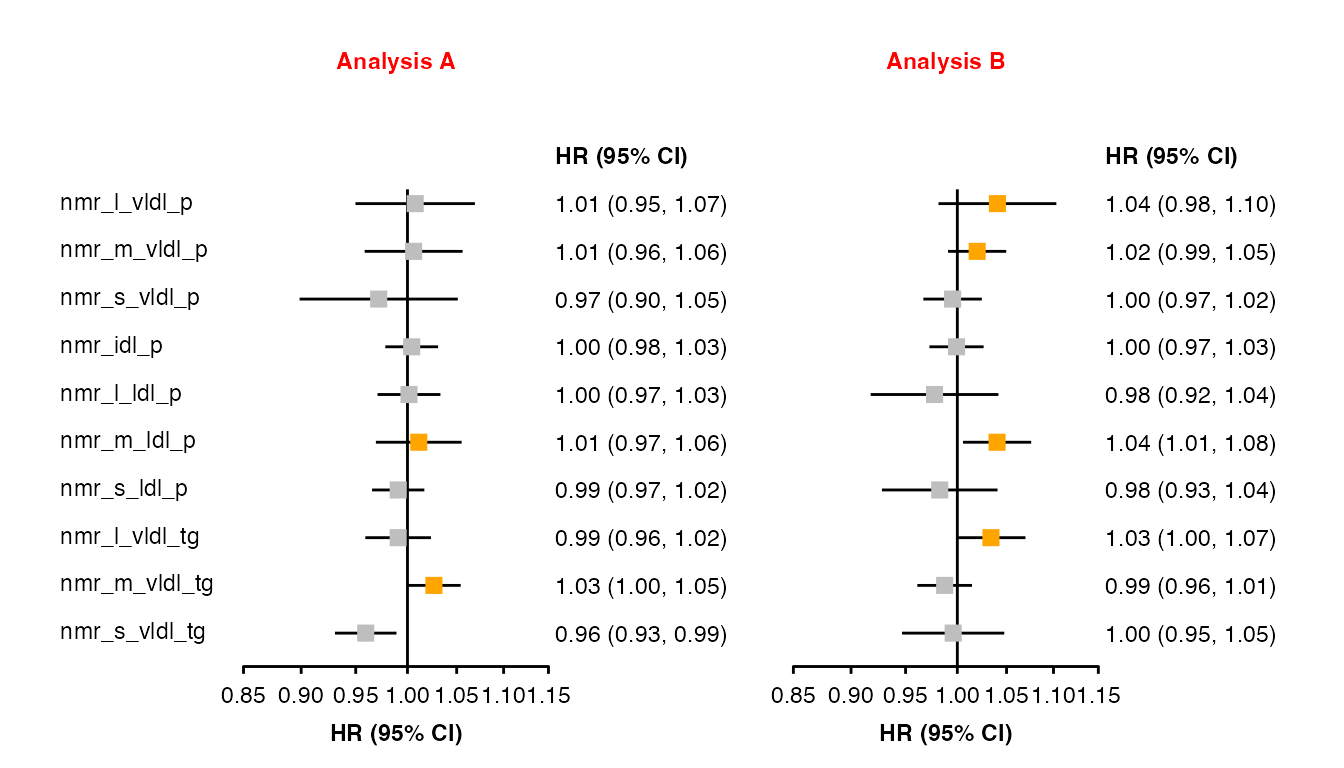 Analysis A Analysis B
HR (95% CI) HR (95% CI)
nmr_l_vldl_p 1.01 (0.95, 1.07) 1.04 (0.98, 1.10)
nmr_m_vldl_p 1.01 (0.96, 1.06) 1.02 (0.99, 1.05)
nmr_s_vldl_p 0.97 (0.90, 1.05) 1.00 (0.97, 1.02)
nmr_idl_p 1.00 (0.98, 1.03) 1.00 (0.97, 1.03)
nmr_l_ldl_p 1.00 (0.97, 1.03) 0.98 (0.92, 1.04)
nmr_m_ldl_p 1.01 (0.97, 1.06) 1.04 (1.01, 1.08)
nmr_s_ldl_p 0.99 (0.97, 1.02) 0.98 (0.93, 1.04)
nmr_l_vldl_tg 0.99 (0.96, 1.02) 1.03 (1.00, 1.07)
nmr_m_vldl_tg 1.03 (1.00, 1.05) 0.99 (0.96, 1.01)
nmr_s_vldl_tg 0.96 (0.93, 0.99) 1.00 (0.95, 1.05)
0.85 0.90 0.95 1.00 1.05 1.10 1.15 0.85 0.90 0.95 1.00 1.05 1.10 1.15
HR (95% CI) HR (95% CI)